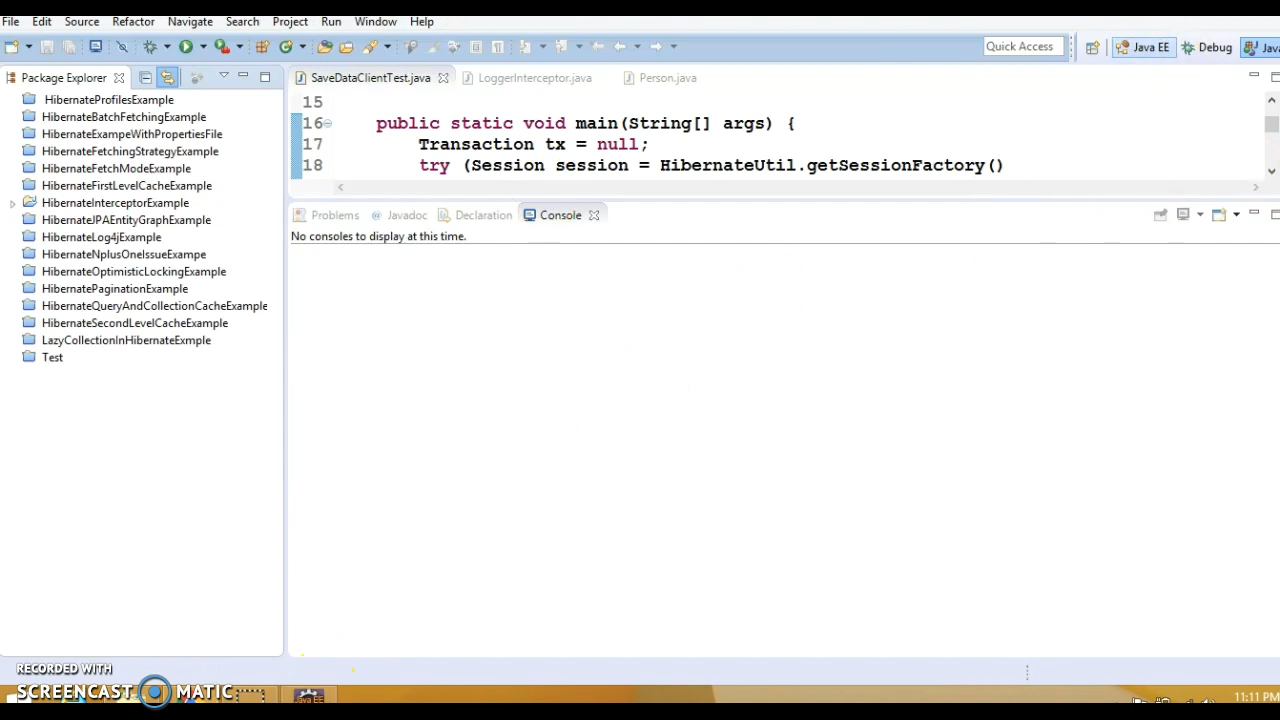 File Edit Source Refactor Navigate Search Project Run Window Help
Quick Access Java EE Debug Java
Package Explorer
SaveDataClientTest.java LoggerInterceptor.java Person.java
HibernateProfilesExample
HibernateBatchFetchingExample
HibernateExampeWithPropertiesFile
HibernateFetchingStrategyExample
HibernateFetchModeExample
HibernateFirstLevelCacheExample
HibernateInterceptorExample
HibernateJPAEntityGraphExample
HibernateLog4jExample
HibernateNplusOneIssueExampe
HibernateOptimisticLockingExample
HibernatePaginationExample
HibernateQueryAndCollectionCacheExample
HibernateSecondLevelCacheExample
LazyCollectionInHibernateExmple
Test
15
16 public static void main(String[] args) {
17 Transaction tx = null;
18 try (Session session = HibernateUtil.getSessionFactory()
Problems @ Javadoc Declaration Console
No consoles to display at this time.
RECORDED WITH
SCREENCAST MATIC
11:11 PM